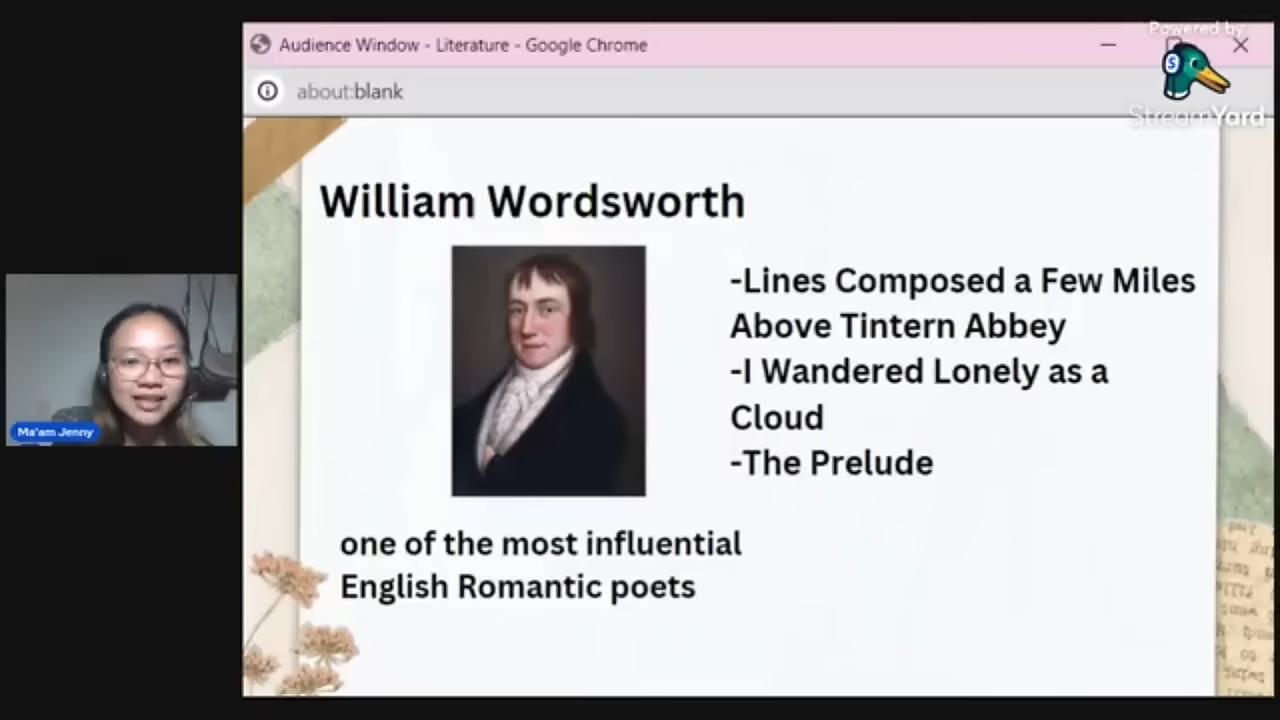 Audience Window - Literature - Google Chrome
Powered by
about:blank
StreamYard
William Wordsworth
-Lines Composed a Few Miles
Above Tintern Abbey
-I Wandered Lonely as a
Cloud
-The Prelude
Ma'am Jenny
one of the most influential
English Romantic poets